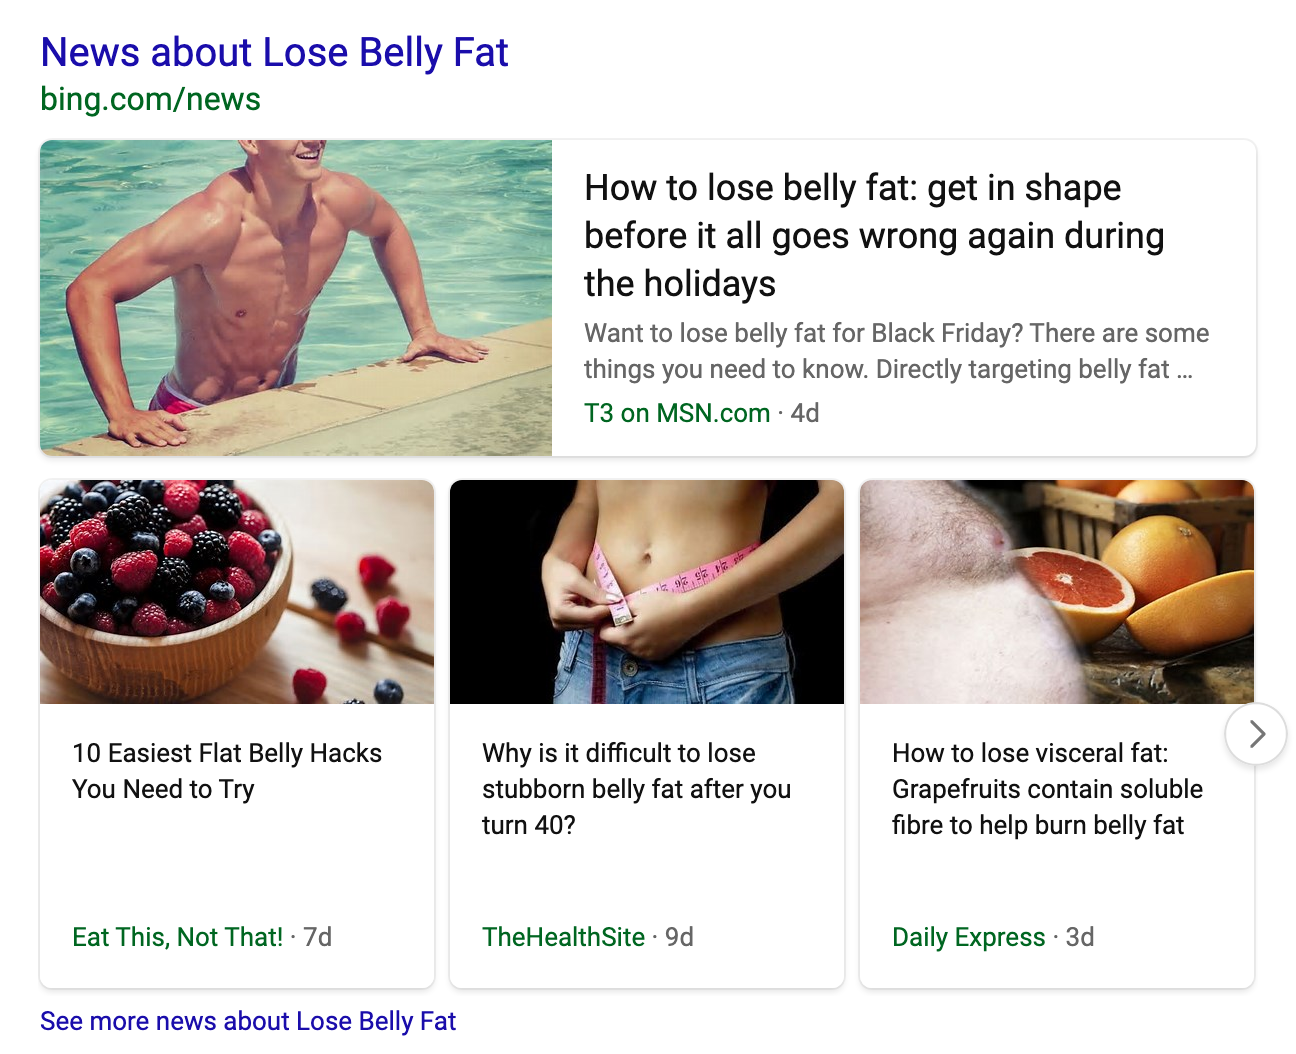 News about Lose Belly Fat
bing.com/news
How to lose belly fat: get in shape
before it all goes wrong again during
the holidays
Want to lose belly fat for Black Friday? There are some
things you need to know. Directly targeting belly fat ...
T3 on MSN.com · 4d
10 Easiest Flat Belly Hacks
You Need to Try
Eat This, Not That! · 7d
Why is it difficult to lose
stubborn belly fat after you
turn 40?
TheHealthSite · 9d
How to lose visceral fat:
Grapefruits contain soluble
fibre to help burn belly fat
Daily Express · 3d
See more news about Lose Belly Fat